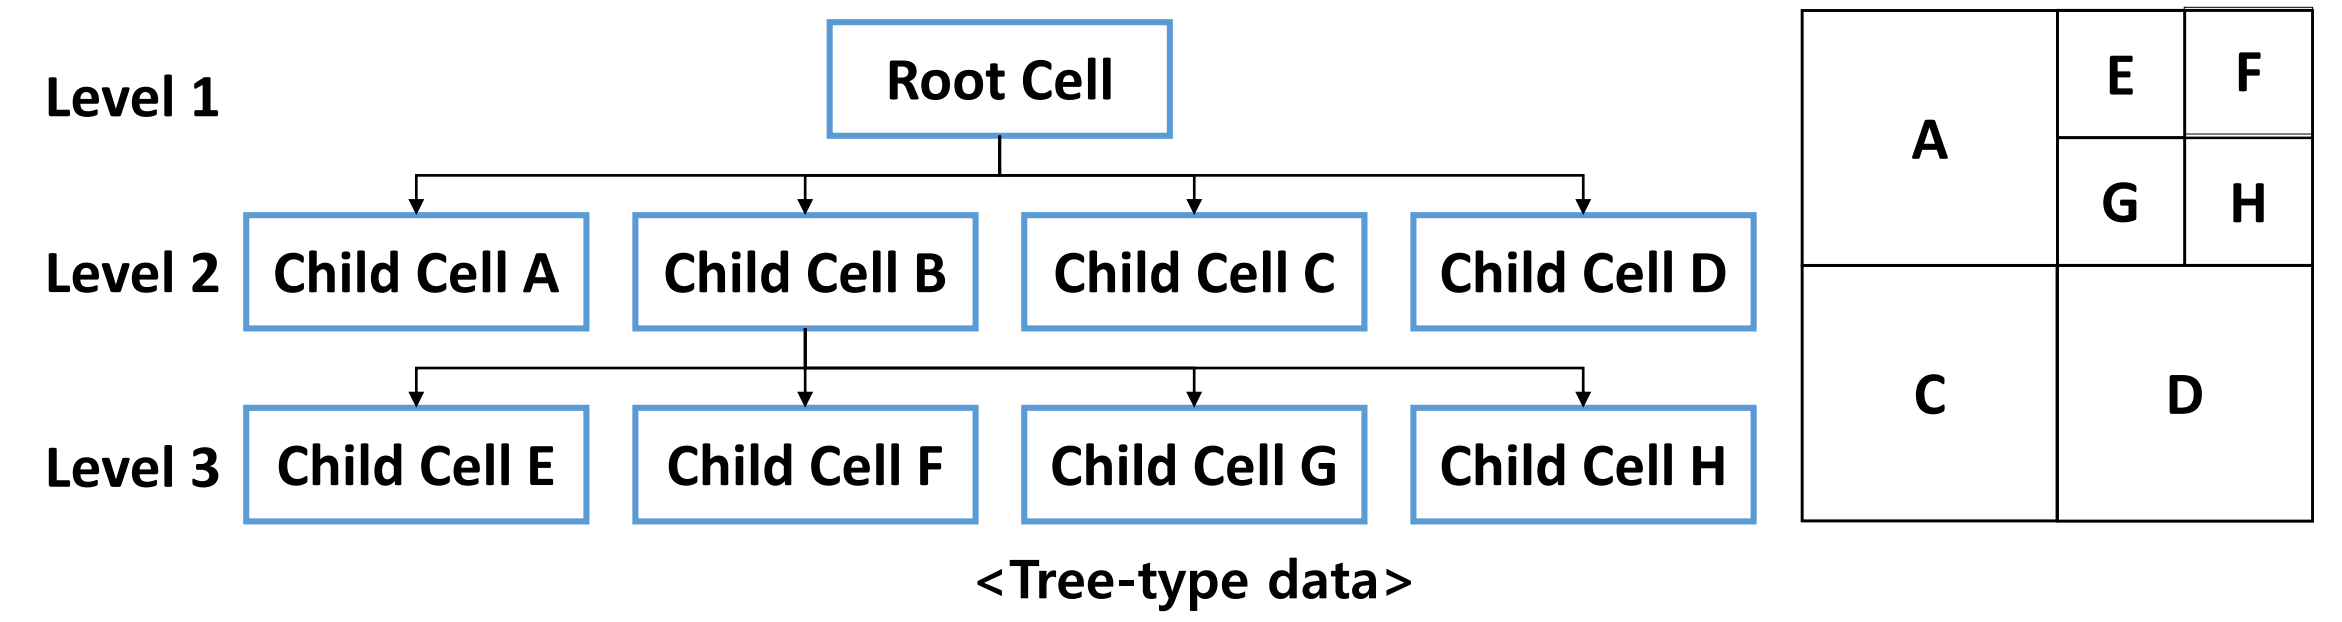 Level 1
Root Cell
Level 2
Child Cell A
Child Cell B
Child Cell C
Child Cell D
Level 3
Child Cell E
Child Cell F
Child Cell G
Child Cell H
<Tree-type data>
A
E
F
G
H
C
D